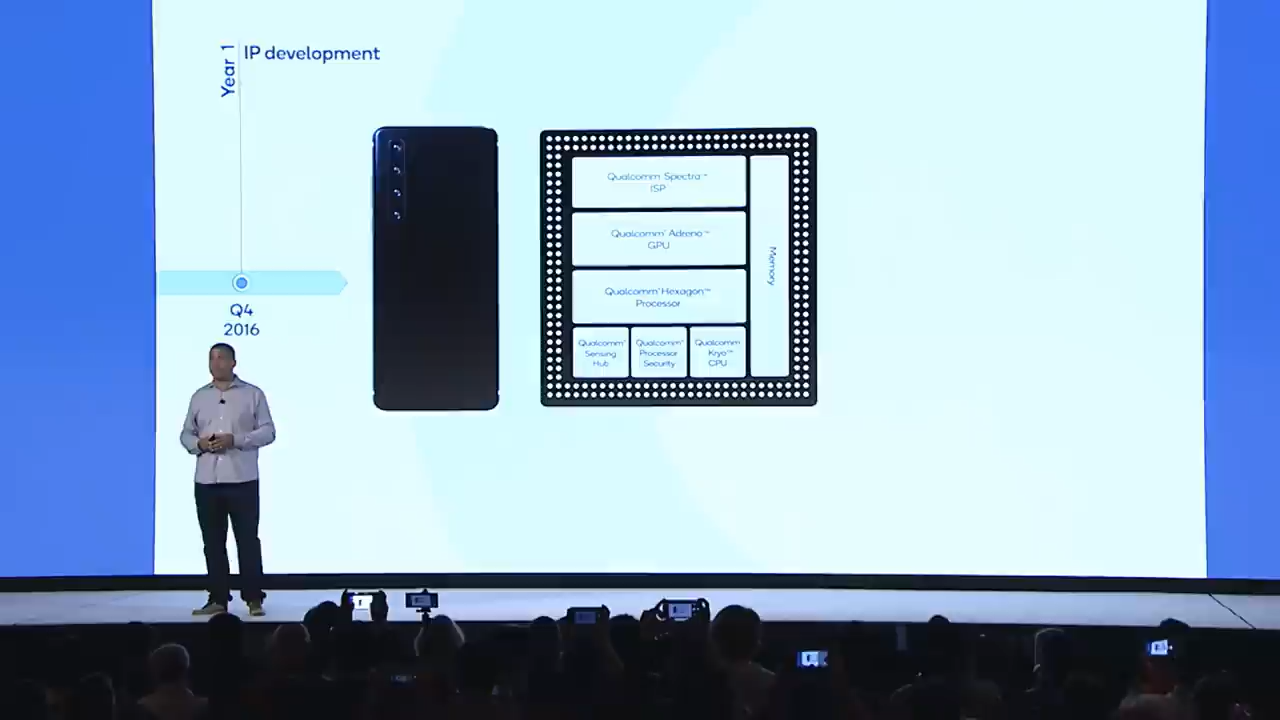 Year 1
IP development
Q4
2016
Qualcomm Spectra™
ISP
Qualcomm® Adreno™
GPU
Qualcomm® Hexagon™
Processor
Qualcomm®
Sensing
Hub
Qualcomm®
Processor
Security
Qualcomm
Kryo™
CPU
Memory